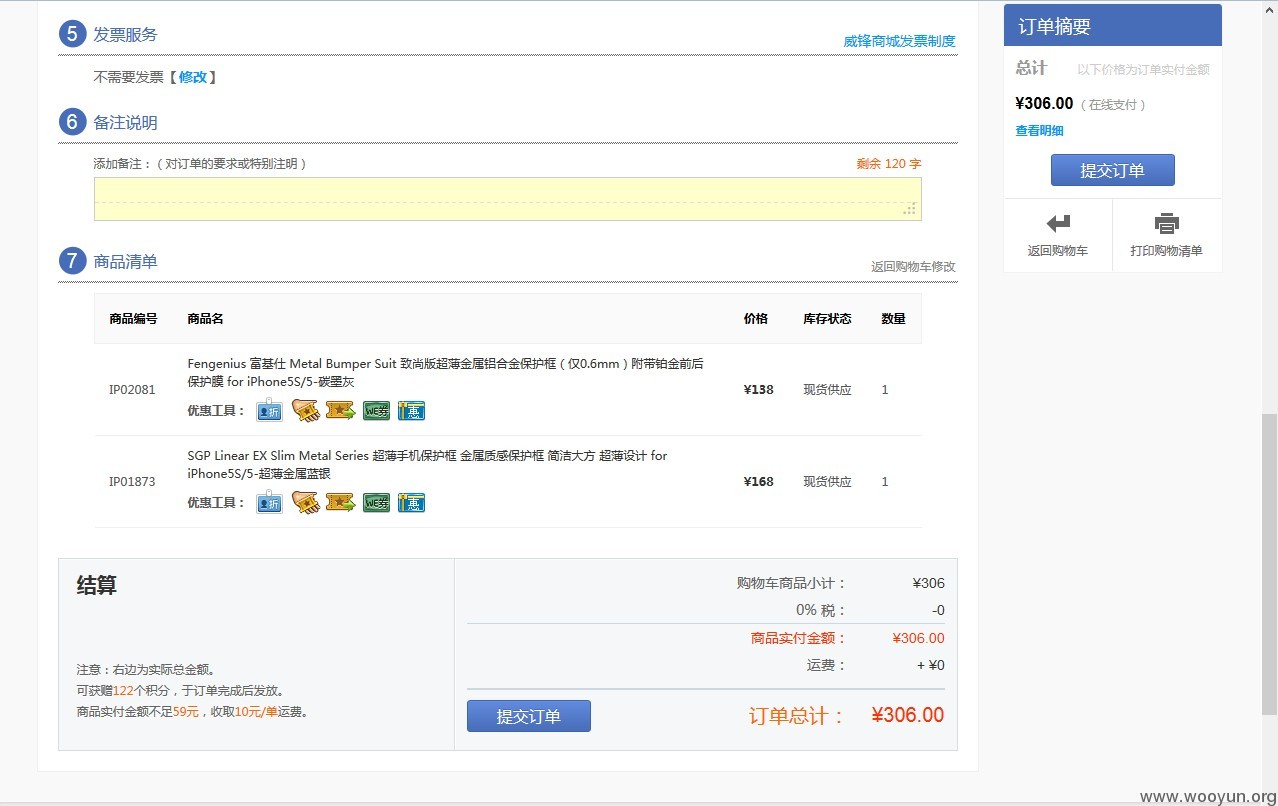 5 发票服务
威锋商城发票制度
不需要发票【修改】
6 备注说明
添加备注：（对订单的要求或特别注明）
剩余 120 字
7 商品清单
返回购物车修改
商品编号 商品名 价格 库存状态 数量
Fengenius 富基仕 Metal Bumper Suit 致尚版超薄金属铝合金保护框（仅0.6mm）附带铂金前后
保护膜 for iPhone5S/5-碳墨灰
IP02081 ¥138 现货供应 1
优惠工具： 折 WE券 惠
SGP Linear EX Slim Metal Series 超薄手机保护框 金属质感保护框 简洁大方 超薄设计 for
iPhone5S/5-超薄金属蓝银
IP01873 ¥168 现货供应 1
优惠工具： 折 WE券 惠
结算
注意：右边为实际总金额。
可获赠122个积分，于订单完成后发放。
商品实付金额不足59元，收取10元/单运费。
购物车商品小计： ¥306
0% 税： -0
商品实付金额： ¥306.00
运费： + ¥0
提交订单
订单总计： ¥306.00
订单摘要
总计 以下价格为订单实付金额
¥306.00（在线支付）
查看明细
提交订单
返回购物车 打印购物清单
www.wooyun.org